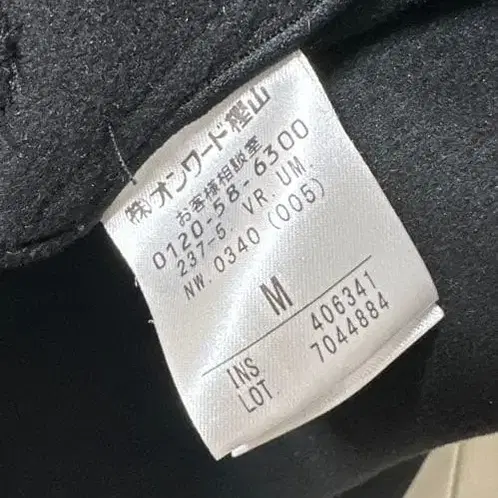 (株)オンワード樫山
お客様相談室
0120-58-6300
237-6. VR. UM.
NW. 0340 (005)
M
INS 406341
LOT 7044884